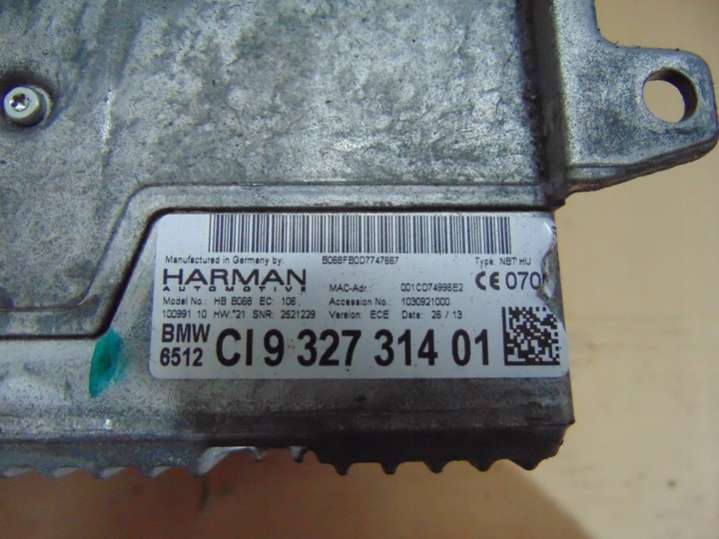 B068FB0D7747667
Manufactured in Germany by:
Type: NBT HU
HARMAN
AUTOMOTIVE
MAC-Adr.: 001CD74998E2
CE 070
Model No.: HB B068 EC: 106
Accession No.: 1030921000
100991 10 HW:*21 SNR: 2521229 Version: ECE Date: 26 / 13
BMW
6512 CI 9 327 314 01